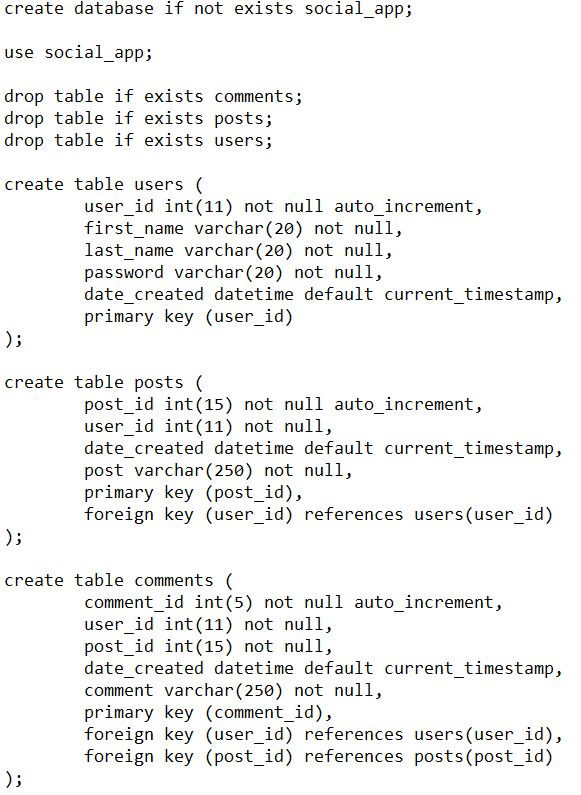 create database if not exists social_app;

use social_app;

drop table if exists comments;
drop table if exists posts;
drop table if exists users;

create table users (
        user_id int(11) not null auto_increment,
        first_name varchar(20) not null,
        last_name varchar(20) not null,
        password varchar(20) not null,
        date_created datetime default current_timestamp,
        primary key (user_id)
);

create table posts (
        post_id int(15) not null auto_increment,
        user_id int(11) not null,
        date_created datetime default current_timestamp,
        post varchar(250) not null,
        primary key (post_id),
        foreign key (user_id) references users(user_id)
);

create table comments (
        comment_id int(5) not null auto_increment,
        user_id int(11) not null,
        post_id int(15) not null,
        date_created datetime default current_timestamp,
        comment varchar(250) not null,
        primary key (comment_id),
        foreign key (user_id) references users(user_id),
        foreign key (post_id) references posts(post_id)
);